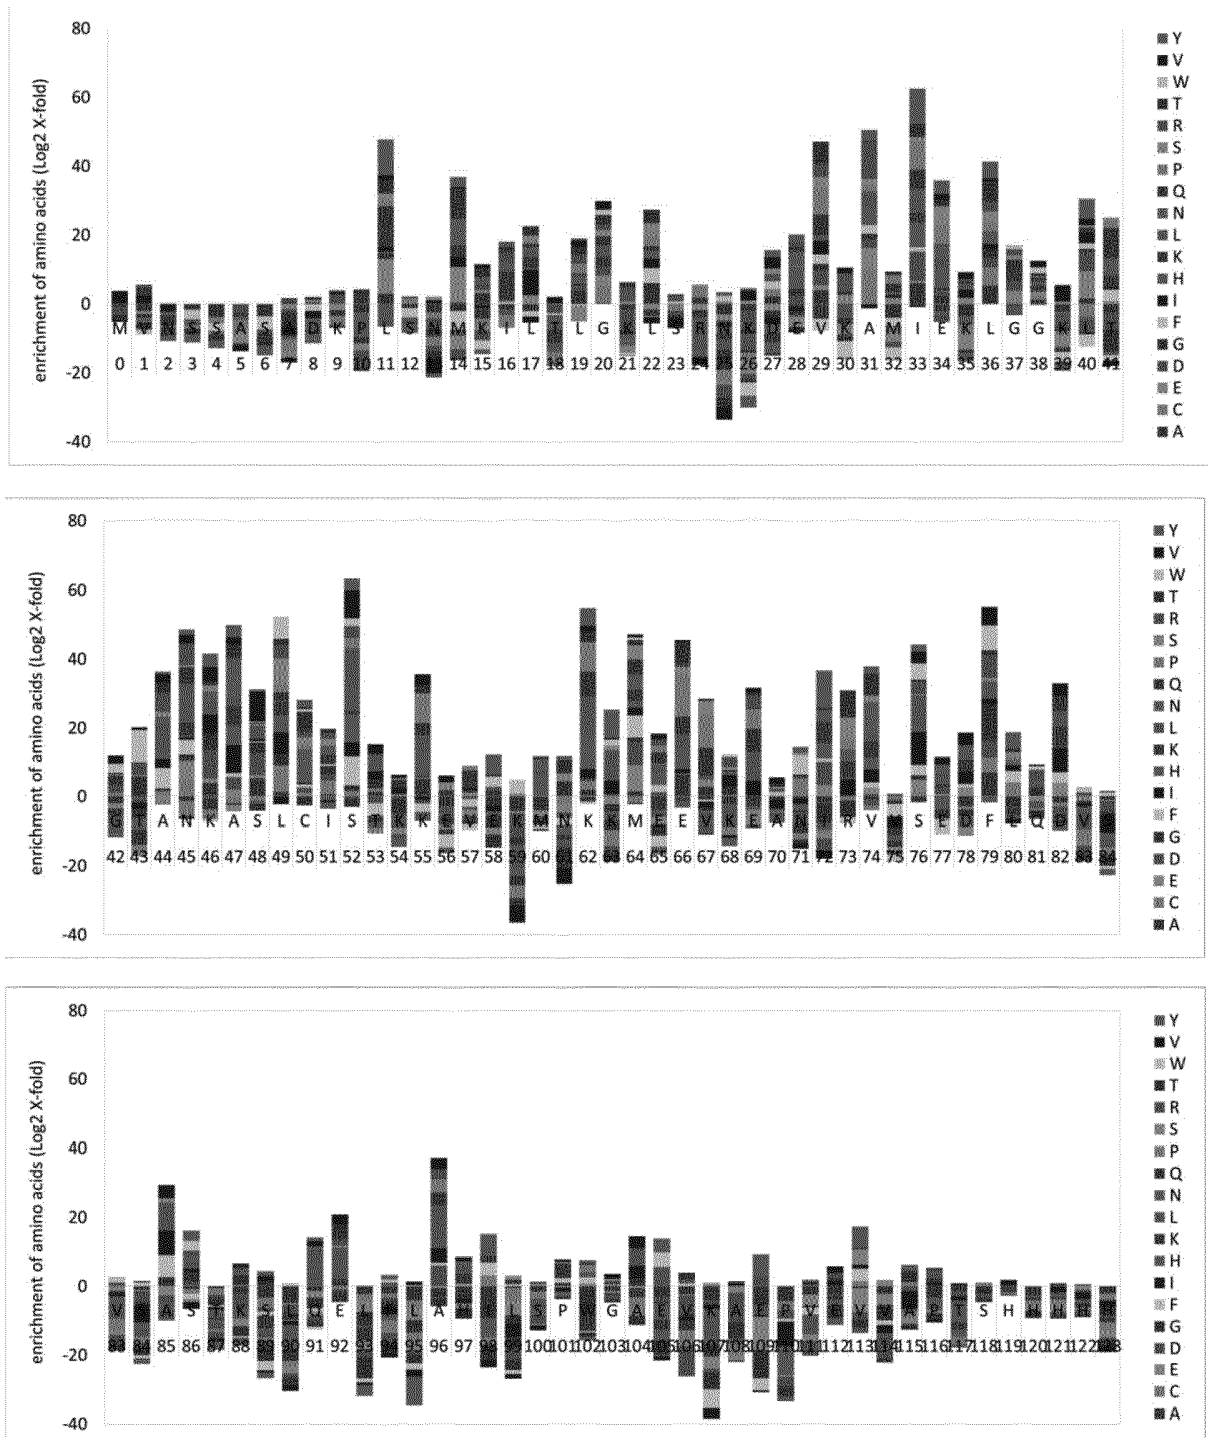 80
60
40
20
0
-20
-40
enrichment of amino acids (Log2 X-fold)
M V N S S A S A D K P L S N M K I L T L G K L S R N K D E V K A M I E K L G G K L T
0 1 2 3 4 5 6 7 8 9 10 11 12 14 15 16 17 18 19 20 21 22 23 24 25 26 27 28 29 30 31 32 33 34 35 36 37 38 39 40 41
Y
V
W
T
R
S
P
Q
N
L
K
H
I
F
G
D
E
C
A
80
60
40
20
0
-20
-40
enrichment of amino acids (Log2 X-fold)
G T A N K A S L C I S T K K E V E K M N K K M E E V K E A N I R V S E D F L Q D V
42 43 44 45 46 47 48 49 50 51 52 53 54 55 56 57 58 59 60 61 62 63 64 65 66 67 68 69 70 71 72 73 74 75 76 77 78 79 80 81 82 83 84
Y
V
W
T
R
S
P
Q
N
L
K
H
I
F
G
D
E
C
A
80
60
40
20
0
-20
-40
enrichment of amino acids (Log2 X-fold)
V A S T K S L Q E L L A H L S P W G A E V K A E P V E V V A P T S H H H H H
83 84 85 86 87 88 89 90 91 92 93 94 95 96 97 98 99 100 101 102 103 104 105 106 107 108 109 110 111 112 113 114 115 116 117 118 119 120 121 122 123
Y
V
W
T
R
S
P
Q
N
L
K
H
I
F
G
D
E
C
A